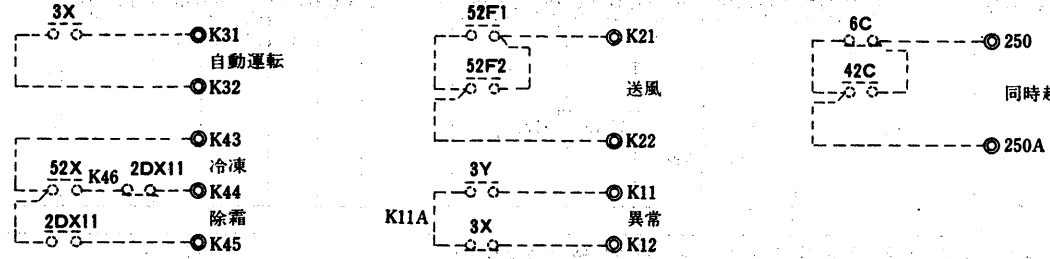 3X
K31
自動運転
K32
K43
冷凍
52X K46 2DX11
K44
除霜
2DX11
K45
52F1
K21
52F2
送風
K22
3Y
K11
K11A
異常
3X
K12
6C
250
42C
同時
250A